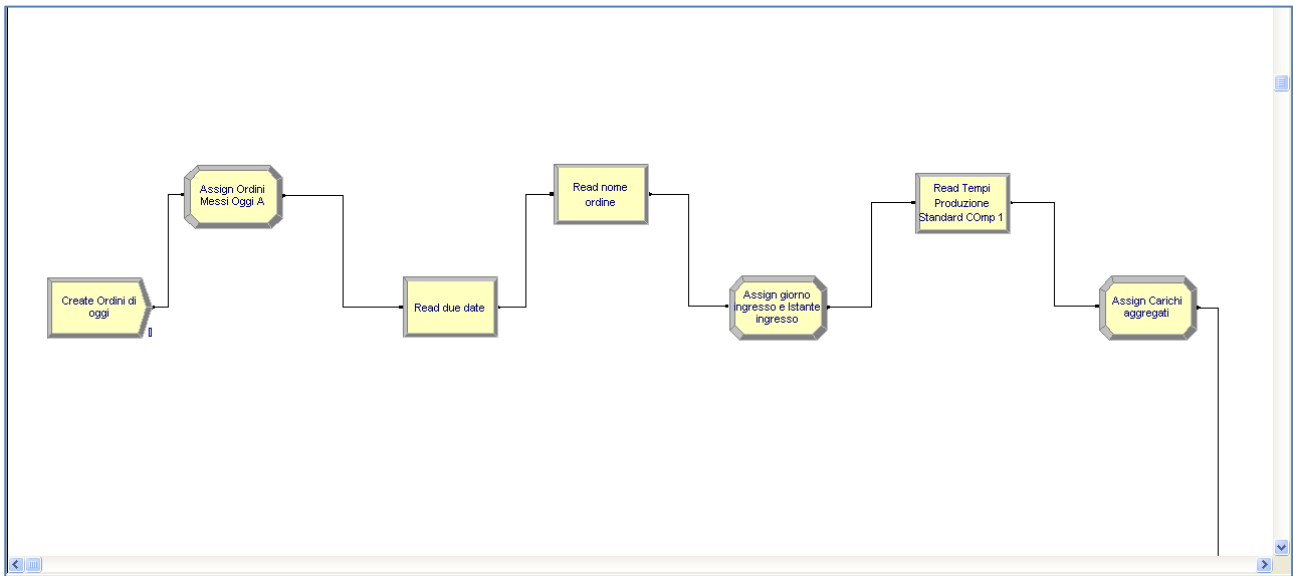 Create Ordini di
oggi
Assign Ordini
Messi Oggi A
Read due date
Read nome
ordine
Assign giorno
ingresso e Istante
ingresso
Read Tempi
Produzione
Standard COmp 1
Assign Carichi
aggregati